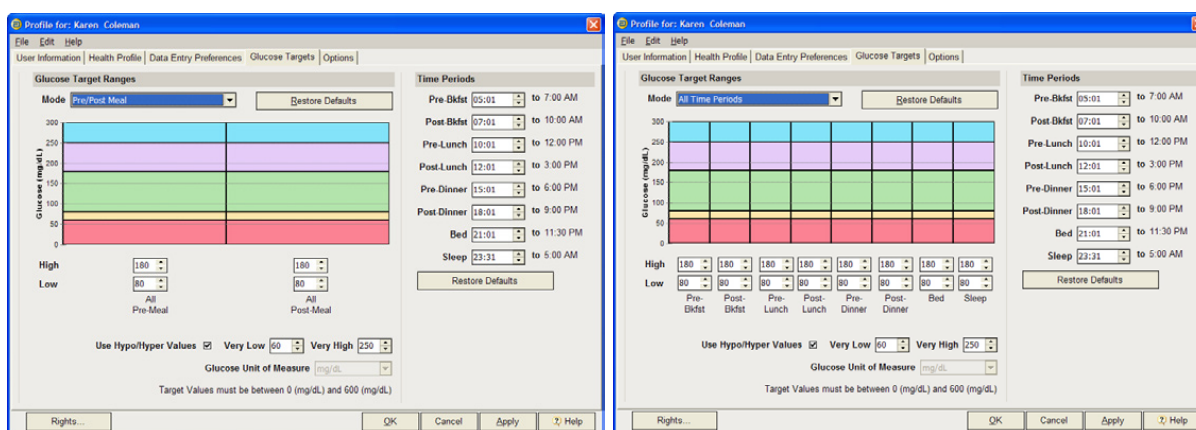 Profile for: Karen Coleman
File Edit Help
User Information Health Profile Data Entry Preferences Glucose Targets Options
Glucose Target Ranges
Mode Pre/Post Meal Restore Defaults
300
250
200
150
100
50
0
Glucose (mg/dL)
High 180 180
Low 80 80
All All
Pre-Meal Post-Meal
Use Hypo/Hyper Values Very Low 60 Very High 250
Glucose Unit of Measure mg/dL
Target Values must be between 0 (mg/dL) and 600 (mg/dL)
Time Periods
Pre-Bkfst 05:01 to 7:00 AM
Post-Bkfst 07:01 to 10:00 AM
Pre-Lunch 10:01 to 12:00 PM
Post-Lunch 12:01 to 3:00 PM
Pre-Dinner 15:01 to 6:00 PM
Post-Dinner 18:01 to 9:00 PM
Bed 21:01 to 11:30 PM
Sleep 23:31 to 5:00 AM
Restore Defaults
Rights... OK Cancel Apply Help
Profile for: Karen Coleman
File Edit Help
User Information Health Profile Data Entry Preferences Glucose Targets Options
Glucose Target Ranges
Mode All Time Periods Restore Defaults
300
250
200
150
100
50
0
Glucose (mg/dL)
High 180 180 180 180 180 180 180 180
Low 80 80 80 80 80 80 80 80
Pre- Post- Pre- Post- Pre- Post- Bed Sleep
Bkfst Bkfst Lunch Lunch Dinner Dinner
Use Hypo/Hyper Values Very Low 60 Very High 250
Glucose Unit of Measure mg/dL
Target Values must be between 0 (mg/dL) and 600 (mg/dL)
Time Periods
Pre-Bkfst 05:01 to 7:00 AM
Post-Bkfst 07:01 to 10:00 AM
Pre-Lunch 10:01 to 12:00 PM
Post-Lunch 12:01 to 3:00 PM
Pre-Dinner 15:01 to 6:00 PM
Post-Dinner 18:01 to 9:00 PM
Bed 21:01 to 11:30 PM
Sleep 23:31 to 5:00 AM
Restore Defaults
Rights... OK Cancel Apply Help